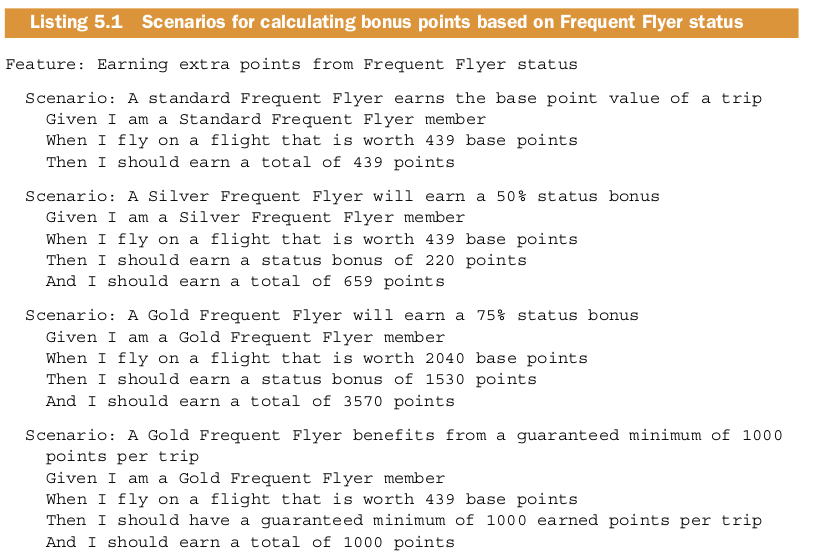 Listing 5.1 Scenarios for calculating bonus points based on Frequent Flyer status
Feature: Earning extra points from Frequent Flyer status
Scenario: A standard Frequent Flyer earns the base point value of a trip
Given I am a Standard Frequent Flyer member
When I fly on a flight that is worth 439 base points
Then I should earn a total of 439 points
Scenario: A Silver Frequent Flyer will earn a 50% status bonus
Given I am a Silver Frequent Flyer member
When I fly on a flight that is worth 439 base points
Then I should earn a status bonus of 220 points
And I should earn a total of 659 points
Scenario: A Gold Frequent Flyer will earn a 75% status bonus
Given I am a Gold Frequent Flyer member
When I fly on a flight that is worth 2040 base points
Then I should earn a status bonus of 1530 points
And I should earn a total of 3570 points
Scenario: A Gold Frequent Flyer benefits from a guaranteed minimum of 1000
points per trip
Given I am a Gold Frequent Flyer member
When I fly on a flight that is worth 439 base points
Then I should have a guaranteed minimum of 1000 earned points per trip
And I should earn a total of 1000 points